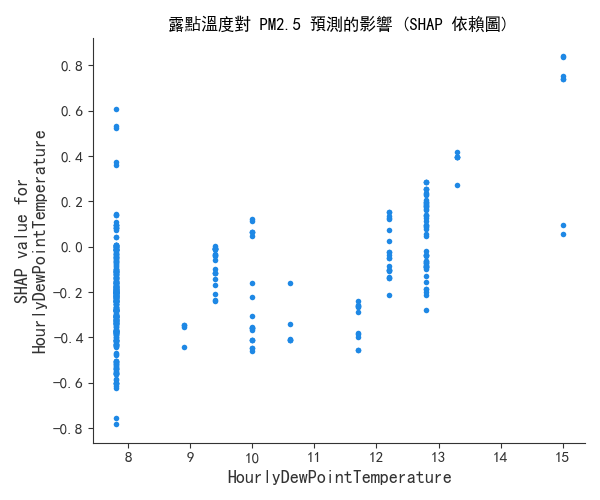 露點溫度對 PM2.5 預測的影響 (SHAP 依賴圖)
SHAP value for
HourlyDewPointTemperature
0.8
0.6
0.4
0.2
0.0
-0.2
-0.4
-0.6
-0.8
8 9 10 11 12 13 14 15
HourlyDewPointTemperature